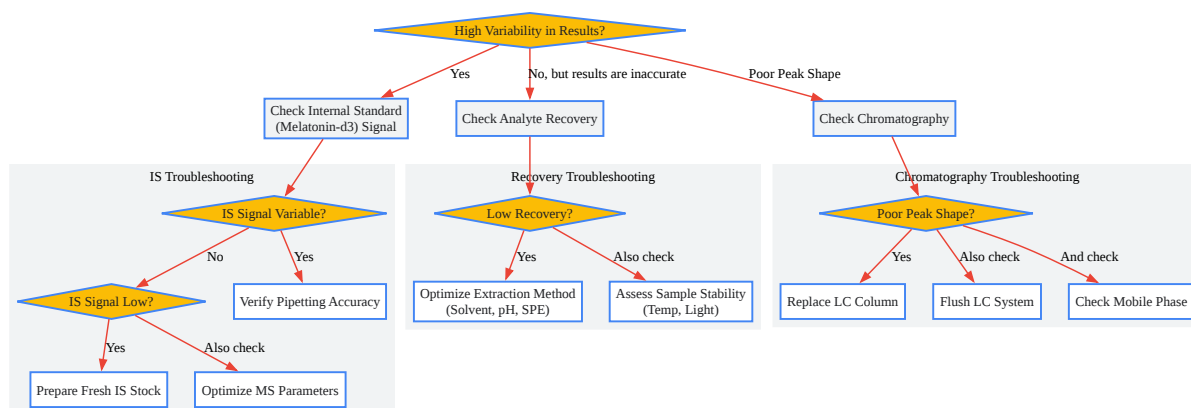 High Variability in Results?
Yes
No, but results are inaccurate
Poor Peak Shape
Check Internal Standard
(Melatonin-d3) Signal
Check Analyte Recovery
Check Chromatography
IS Troubleshooting
Recovery Troubleshooting
Chromatography Troubleshooting
IS Signal Variable?
Low Recovery?
Poor Peak Shape?
No
Yes
Yes
Also check
Yes
Also check
And check
IS Signal Low?
Verify Pipetting Accuracy
Optimize Extraction Method
(Solvent, pH, SPE)
Assess Sample Stability
(Temp, Light)
Replace LC Column
Flush LC System
Check Mobile Phase
Yes
Also check
Prepare Fresh IS Stock
Optimize MS Parameters